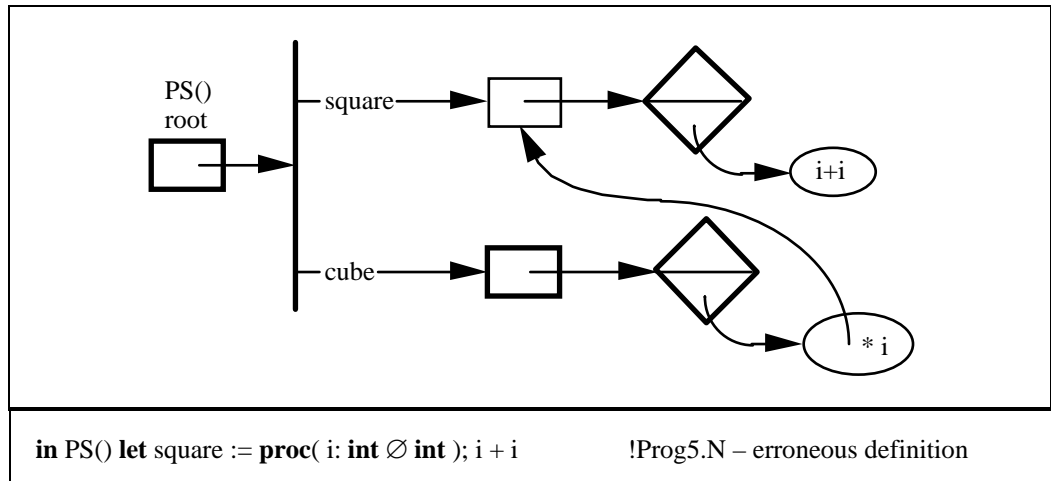 PS()
root
square
i+i
cube
* i
in PS() let square := proc( i: int ∅ int ); i + i !Prog5.N – erroneous definition